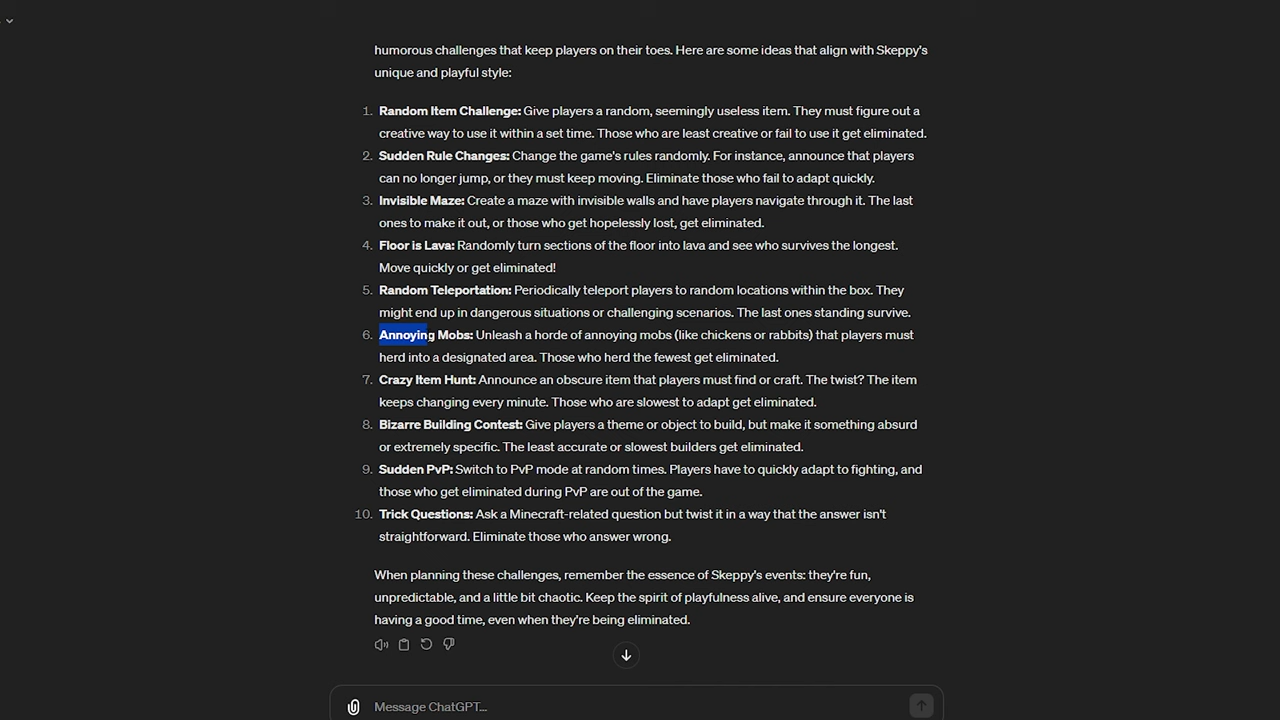 humorous challenges that keep players on their toes. Here are some ideas that align with Skeppy's
unique and playful style:
1. Random Item Challenge: Give players a random, seemingly useless item. They must figure out a
creative way to use it within a set time. Those who are least creative or fail to use it get eliminated.
2. Sudden Rule Changes: Change the game's rules randomly. For instance, announce that players
can no longer jump, or they must keep moving. Eliminate those who fail to adapt quickly.
3. Invisible Maze: Create a maze with invisible walls and have players navigate through it. The last
ones to make it out, or those who get hopelessly lost, get eliminated.
4. Floor is Lava: Randomly turn sections of the floor into lava and see who survives the longest.
Move quickly or get eliminated!
5. Random Teleportation: Periodically teleport players to random locations within the box. They
might end up in dangerous situations or challenging scenarios. The last ones standing survive.
6. Annoying Mobs: Unleash a horde of annoying mobs (like chickens or rabbits) that players must
herd into a designated area. Those who herd the fewest get eliminated.
7. Crazy Item Hunt: Announce an obscure item that players must find or craft. The twist? The item
keeps changing every minute. Those who are slowest to adapt get eliminated.
8. Bizarre Building Contest: Give players a theme or object to build, but make it something absurd
or extremely specific. The least accurate or slowest builders get eliminated.
9. Sudden PvP: Switch to PvP mode at random times. Players have to quickly adapt to fighting, and
those who get eliminated during PvP are out of the game.
10. Trick Questions: Ask a Minecraft-related question but twist it in a way that the answer isn't
straightforward. Eliminate those who answer wrong.
When planning these challenges, remember the essence of Skeppy's events: they're fun,
unpredictable, and a little bit chaotic. Keep the spirit of playfulness alive, and ensure everyone is
having a good time, even when they're being eliminated.
Message ChatGPT...